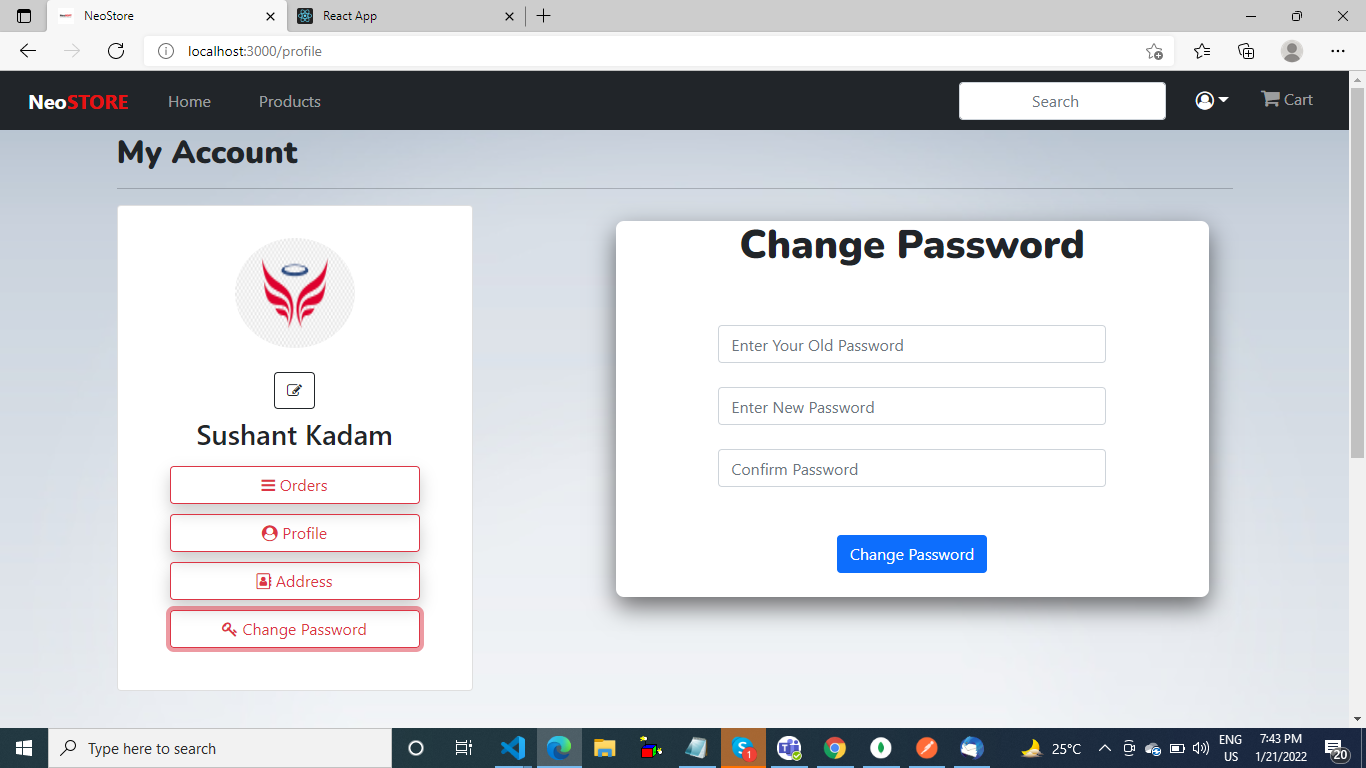 NeoStore
React App
localhost:3000/profile
NeoSTORE
Home
Products
Search
Cart
My Account
Change Password
Enter Your Old Password
Enter New Password
Confirm Password
Change Password
Sushant Kadam
Orders
Profile
Address
Change Password
Type here to search
S
1
25°C
ENG
US
7:43 PM
1/21/2022
20